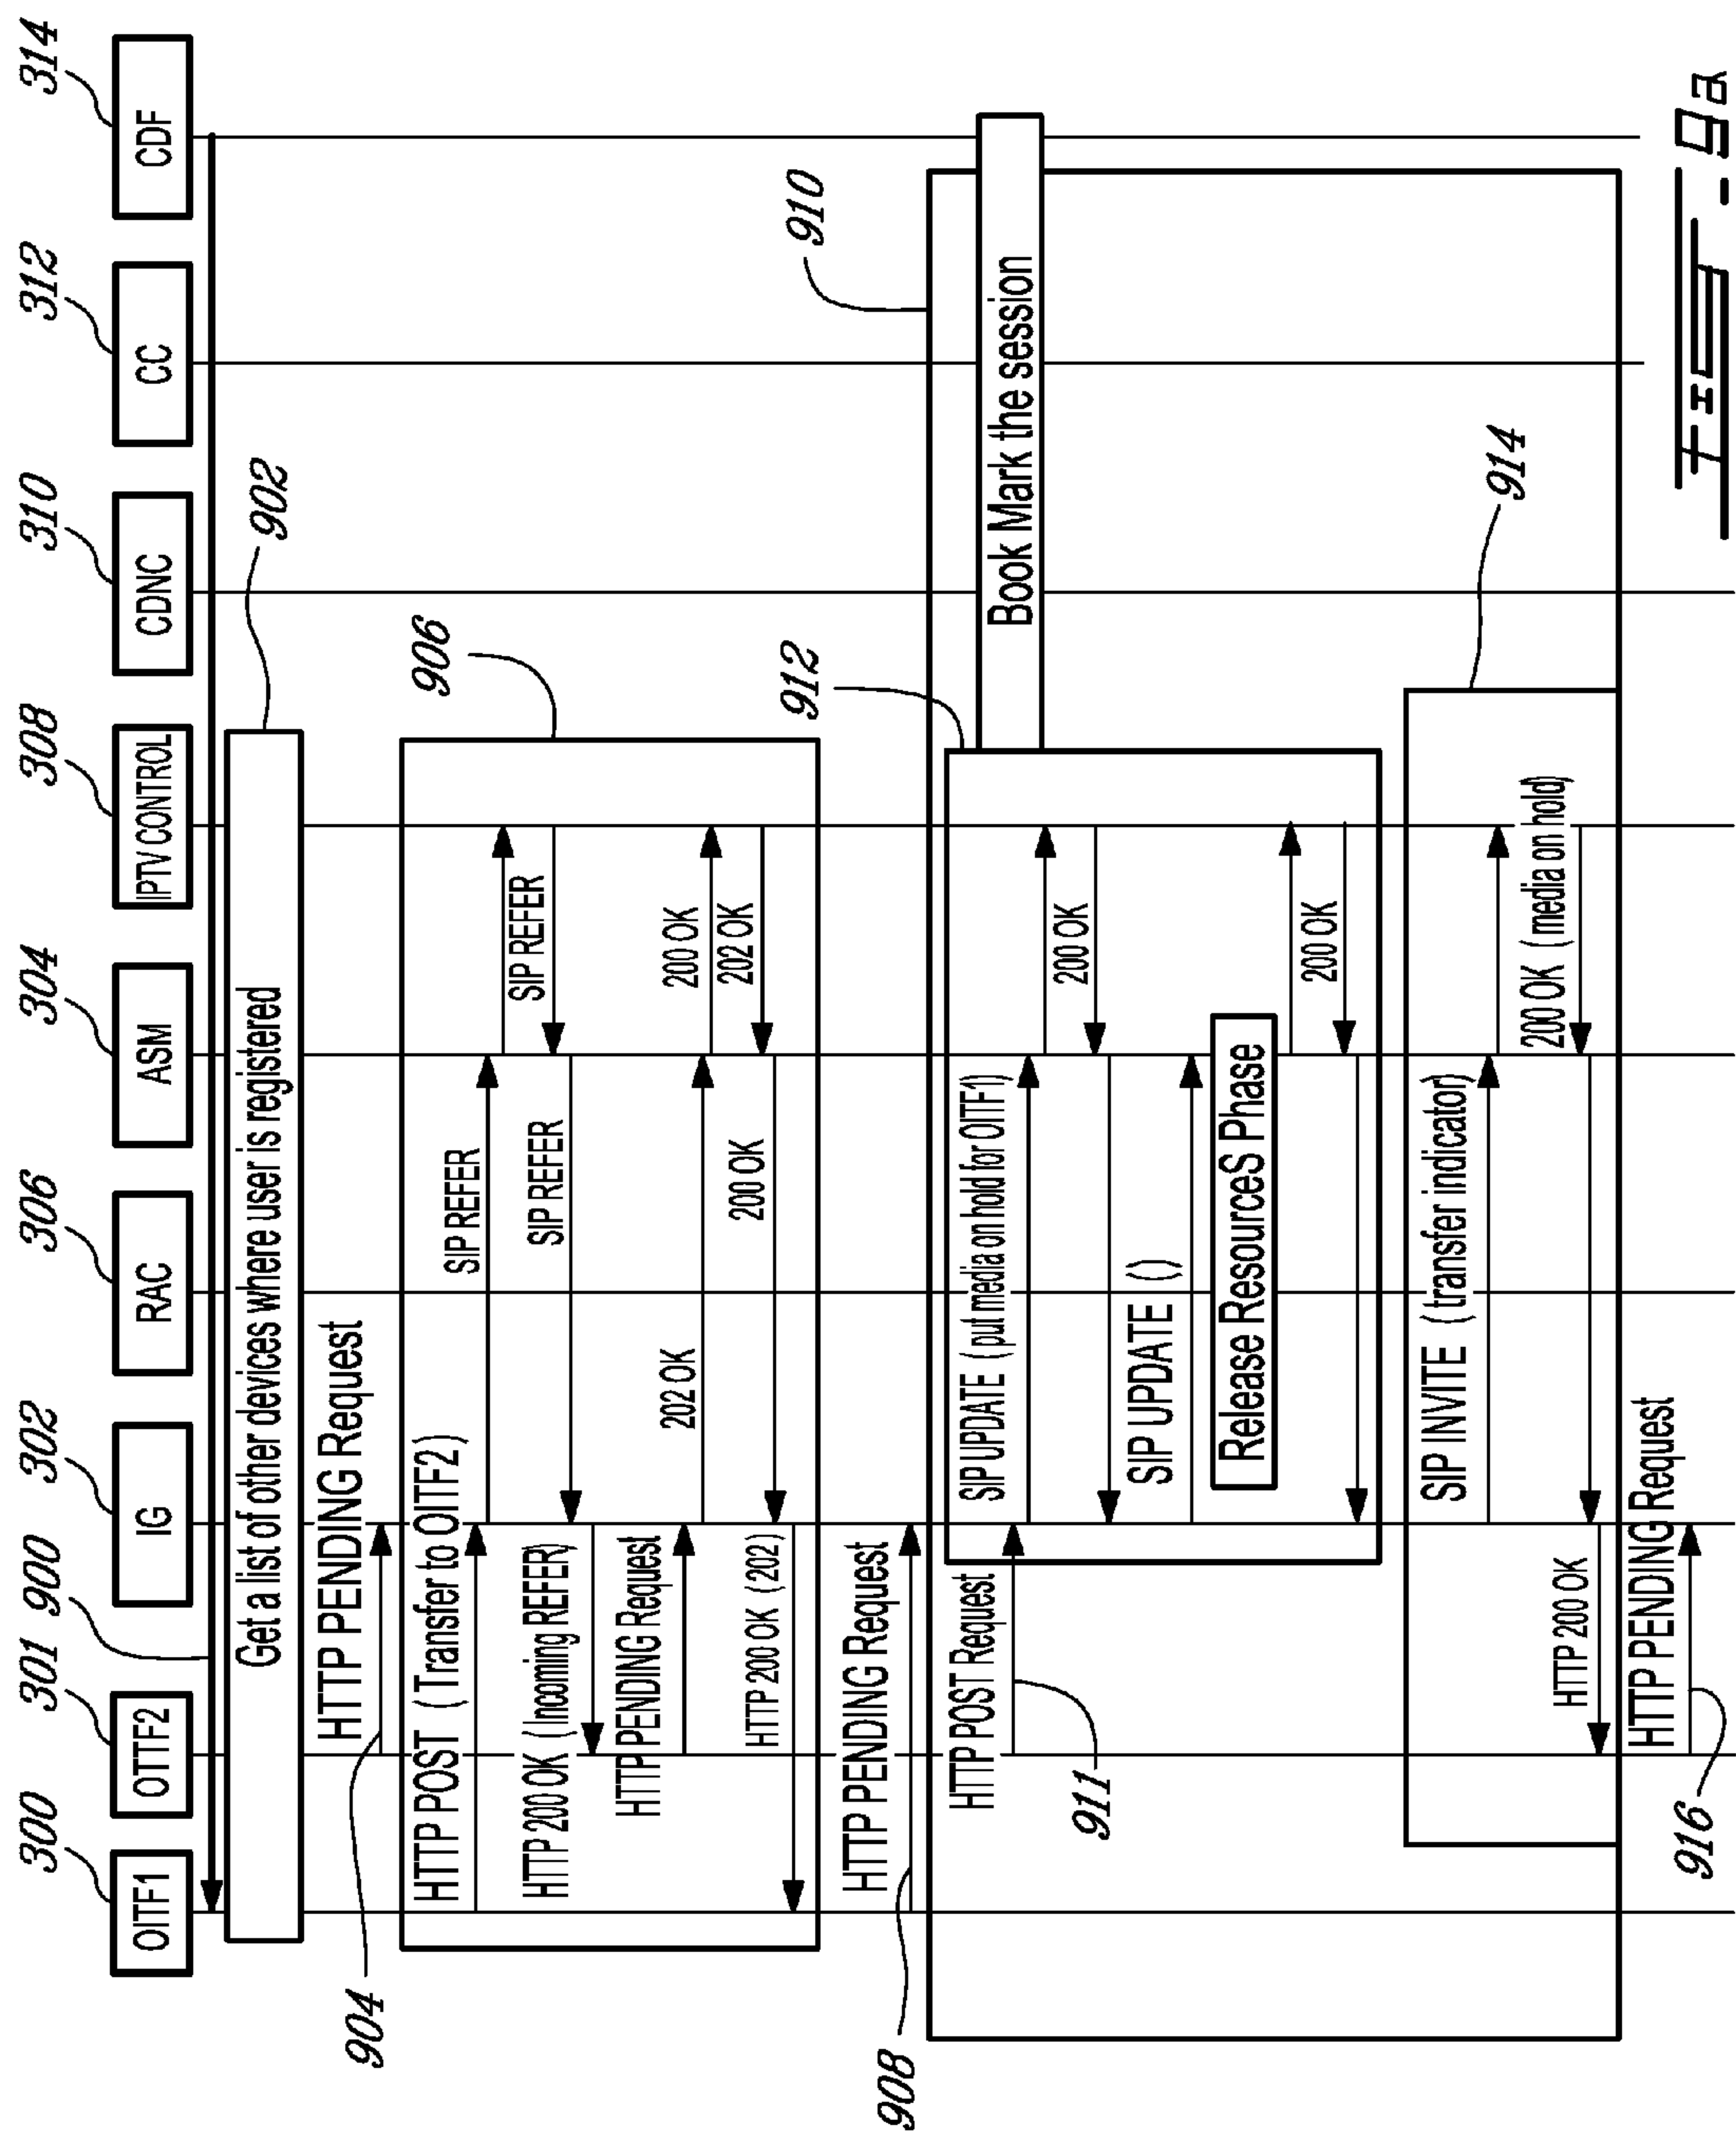 300
301
900
302
306
304
308
310
312
314
OITF1
OTTF2
IG
RAC
ASM
IPTV CONTROL
CDNC
CC
CDF
Get a list of other devices where user is registered
902
HTTP PENDING Request
904
HTTP POST (Transfer to OITF2)
SIP REFER
906
SIP REFER
HTTP 200 OK (Incoming REFER)
SIP REFER
HTTP PENDING Request
202 OK
200 OK
202 OK
HTTP 200 OK (202)
200 OK
910
HTTP PENDING Request
908
912
HTTP POST Request
SIP UPDATE (put media on hold for OITF1)
Book Mark the session
200 OK
911
SIP UPDATE ()
Release ResourceS Phase
200 OK
SIP INVITE (transfer indicator)
914
200 OK (media on hold)
HTTP 200 OK
HTTP PENDING Request
916
FIG - 9a